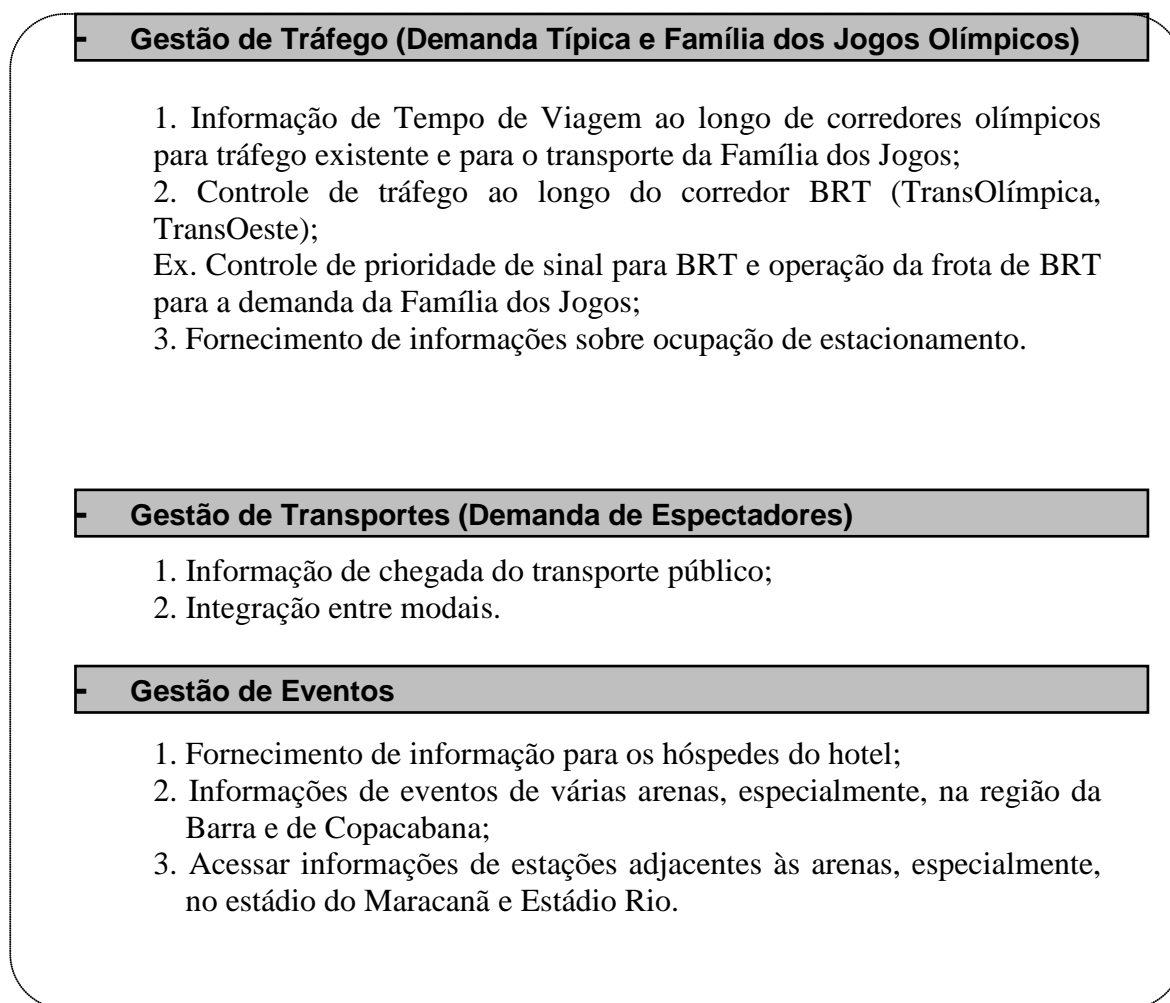 - Gestão de Tráfego (Demanda Típica e Família dos Jogos Olímpicos)
1. Informação de Tempo de Viagem ao longo de corredores olímpicos
para tráfego existente e para o transporte da Família dos Jogos;
2. Controle de tráfego ao longo do corredor BRT (TransOlímpica,
TransOeste);
Ex. Controle de prioridade de sinal para BRT e operação da frota de BRT
para a demanda da Família dos Jogos;
3. Fornecimento de informações sobre ocupação de estacionamento.
- Gestão de Transportes (Demanda de Espectadores)
1. Informação de chegada do transporte público;
2. Integração entre modais.
- Gestão de Eventos
1. Fornecimento de informação para os hóspedes do hotel;
2. Informações de eventos de várias arenas, especialmente, na região da
Barra e de Copacabana;
3. Acessar informações de estações adjacentes às arenas, especialmente,
no estádio do Maracanã e Estádio Rio.